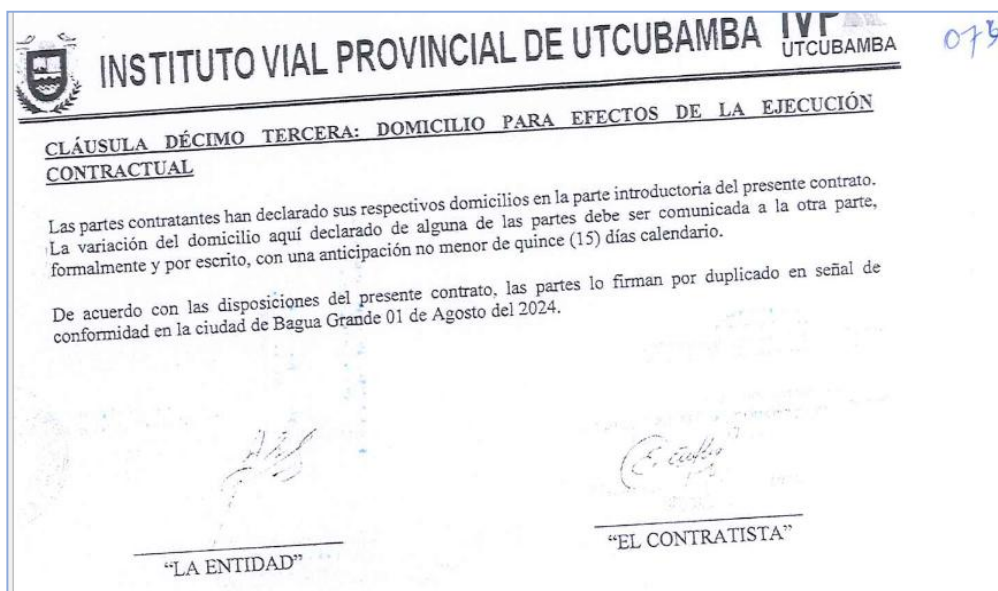 INSTITUTO VIAL PROVINCIAL DE UTCUBAMBA
IVP
UTCUBAMBA
CLÁUSULA DÉCIMO TERCERA: DOMICILIO PARA EFECTOS DE LA EJECUCIÓN
CONTRACTUAL
Las partes contratantes han declarado sus respectivos domicilios en la parte introductoria del presente contrato.
La variación del domicilio aquí declarado de alguna de las partes debe ser comunicada a la otra parte,
formalmente y por escrito, con una anticipación no menor de quince (15) días calendario.
De acuerdo con las disposiciones del presente contrato, las partes lo firman por duplicado en señal de
conformidad en la ciudad de Bagua Grande 01 de Agosto del 2024.
“LA ENTIDAD”
“EL CONTRATISTA”